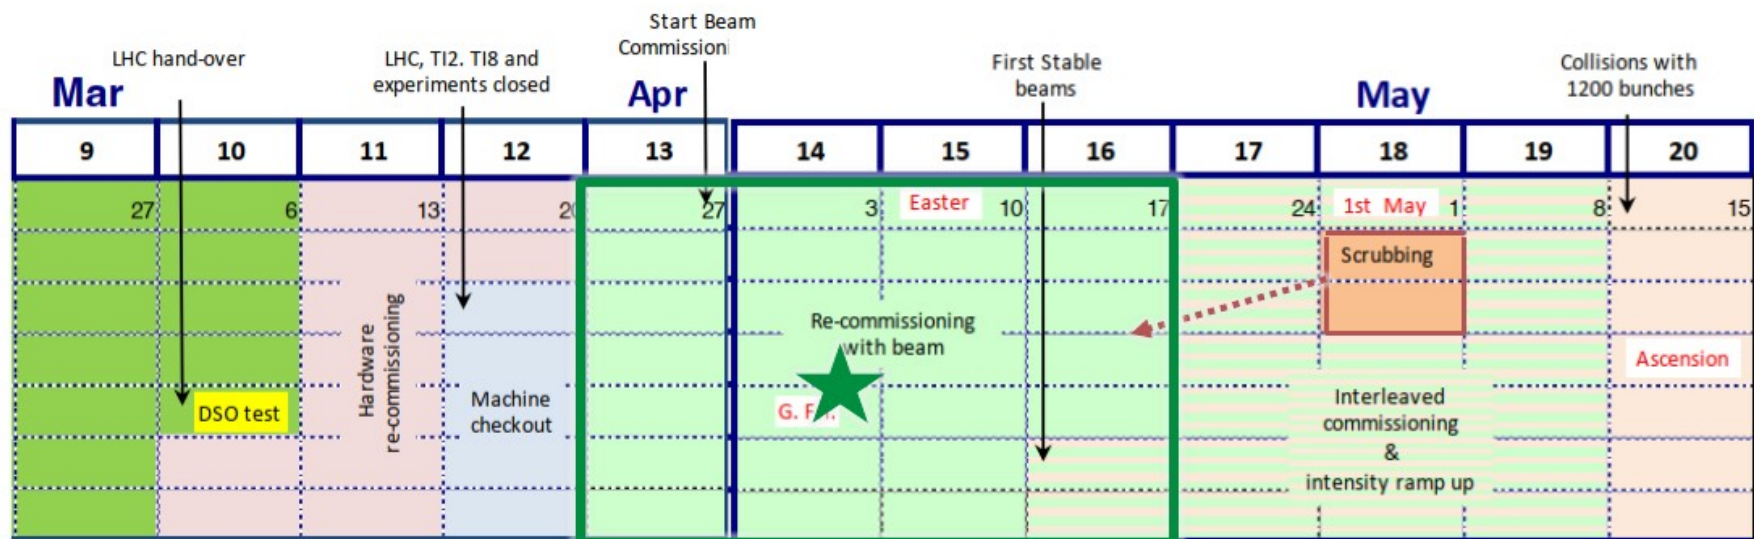 Start Beam
Commissioni
LHC hand-over
LHC, TI2. TI8 and
experiments closed
First Stable
beams
Collisions with
1200 bunches
Mar
Apr
May
9 10 11 12 13 14 15 16 17 18 19 20
27 6 13 20 27 3 Easter 10 17 24 1st May 1 8 15
Scrubbing
Hardware
re-commissioning
Re-commissioning
with beam
Ascension
DSO test
Machine
checkout
G.
Interleaved
commissioning
&
intensity ramp up